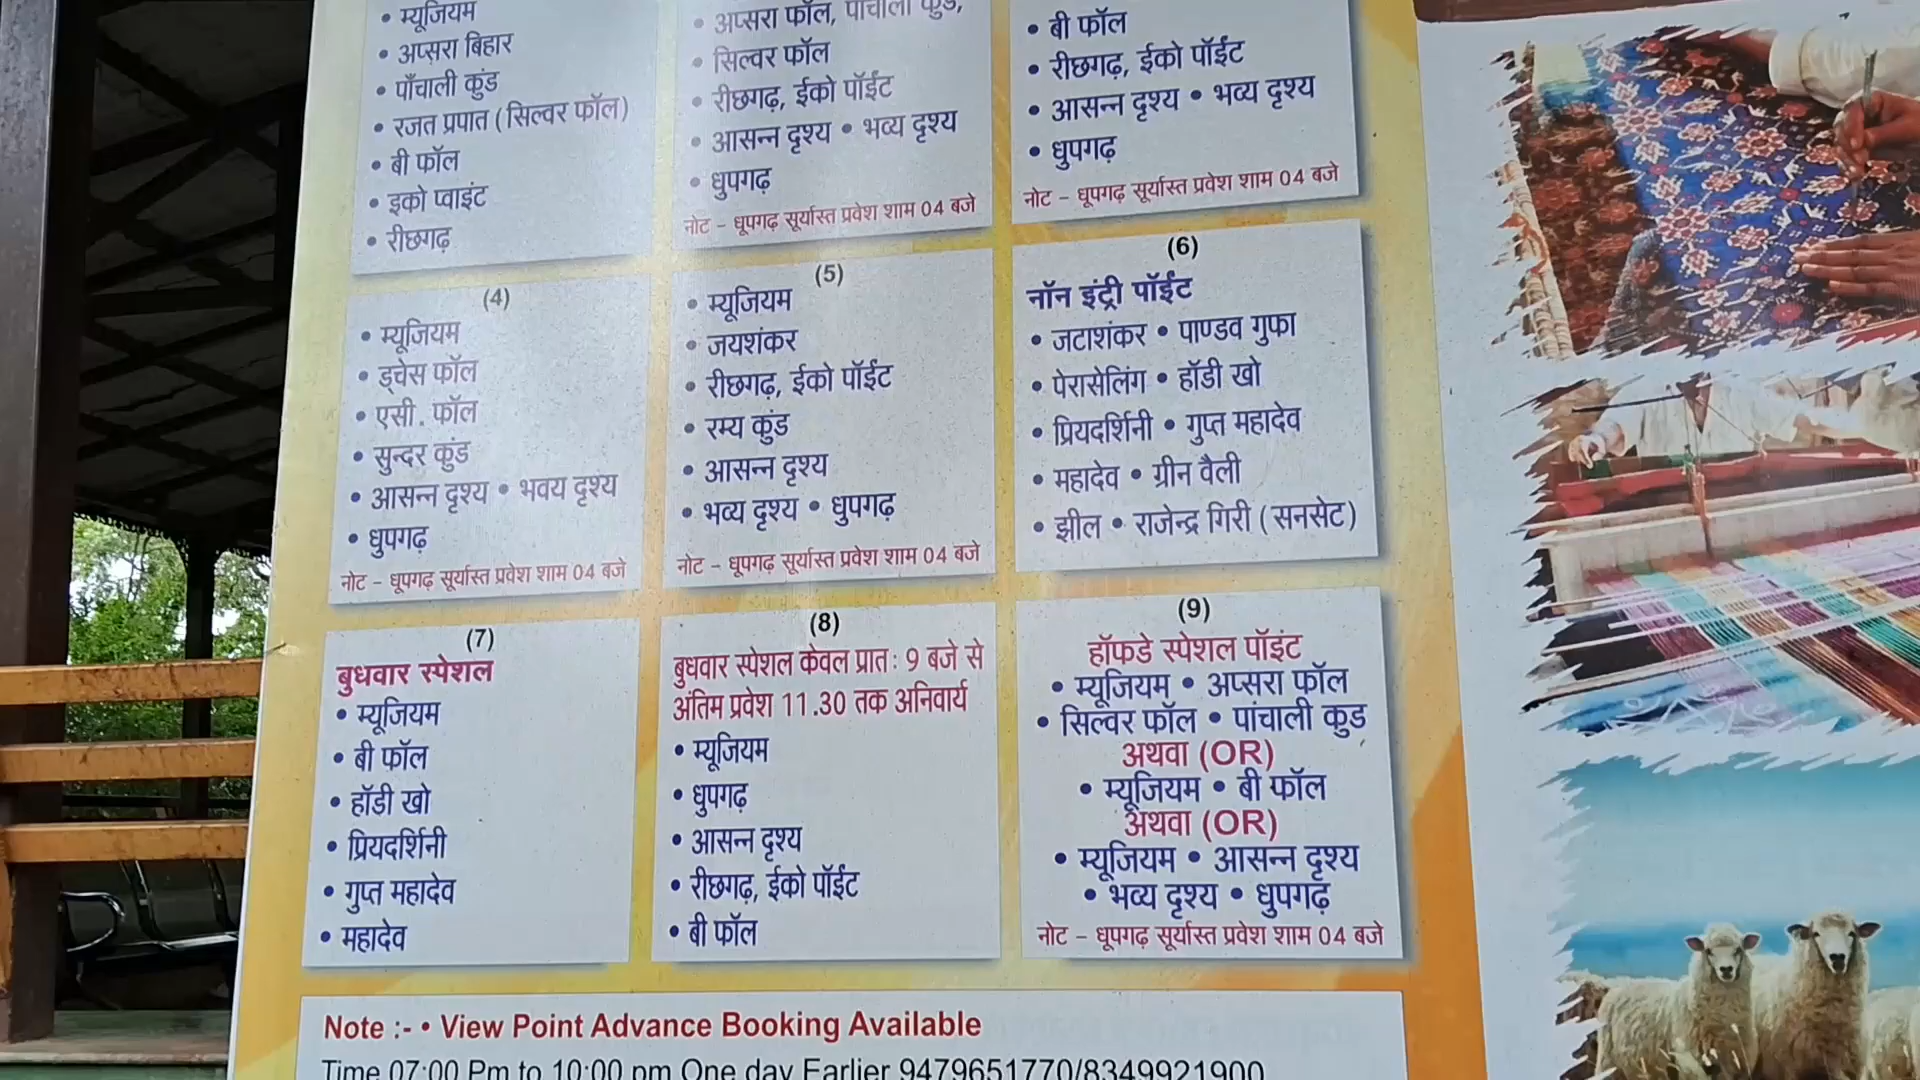 • म्यूजियम
• अप्सरा बिहार
• पाँचाली कुंड
• रजत प्रपात (सिल्वर फॉल)
• बी फॉल
• इको प्वाइंट
• रीछगढ़
• अप्सरा फॉल, पांचाली कुंड,
• सिल्वर फॉल
• रीछगढ़, ईको पॉईंट
• आसन्न दृश्य • भव्य दृश्य
• धुपगढ़
नोट - धूपगढ़ सूर्यास्त प्रवेश शाम 04 बजे
• बी फॉल
• रीछगढ़, ईको पॉईंट
• आसन्न दृश्य • भव्य दृश्य
• धुपगढ़
नोट - धूपगढ़ सूर्यास्त प्रवेश शाम 04 बजे
(4)
• म्यूजियम
• ड्चेस फॉल
• एसी. फॉल
• सुन्दर कुंड
• आसन्न दृश्य • भवय दृश्य
• धुपगढ़
नोट - धूपगढ़ सूर्यास्त प्रवेश शाम 04 बजे
(5)
• म्यूजियम
• जयशंकर
• रीछगढ़, ईको पॉईंट
• रम्य कुंड
• आसन्न दृश्य
• भव्य दृश्य • धुपगढ़
नोट - धूपगढ़ सूर्यास्त प्रवेश शाम 04 बजे
(6)
नॉन इंट्री पॉईंट
• जटाशंकर • पाण्डव गुफा
• पेरासेलिंग • हॉडी खो
• प्रियदर्शिनी • गुप्त महादेव
• महादेव • ग्रीन वैली
• झील • राजेन्द्र गिरी (सनसेट)
(7)
बुधवार स्पेशल
• म्यूजियम
• बी फॉल
• हॉडी खो
• प्रियदर्शिनी
• गुप्त महादेव
• महादेव
(8)
बुधवार स्पेशल केवल प्रात: 9 बजे से
अंतिम प्रवेश 11.30 तक अनिवार्य
• म्यूजियम
• धुपगढ़
• आसन्न दृश्य
• रीछगढ़, ईको पॉईंट
• बी फॉल
(9)
हॉफडे स्पेशल पॉइंट
• म्यूजियम • अप्सरा फॉल
• सिल्वर फॉल • पांचाली कुड
अथवा (OR)
• म्यूजियम • बी फॉल
अथवा (OR)
• म्यूजियम • आसन्न दृश्य
• भव्य दृश्य • धुपगढ़
नोट - धूपगढ़ सूर्यास्त प्रवेश शाम 04 बजे
Note :- • View Point Advance Booking Available
Time 07:00 Pm to 10:00 pm One day Earlier 9479651770/8349921900